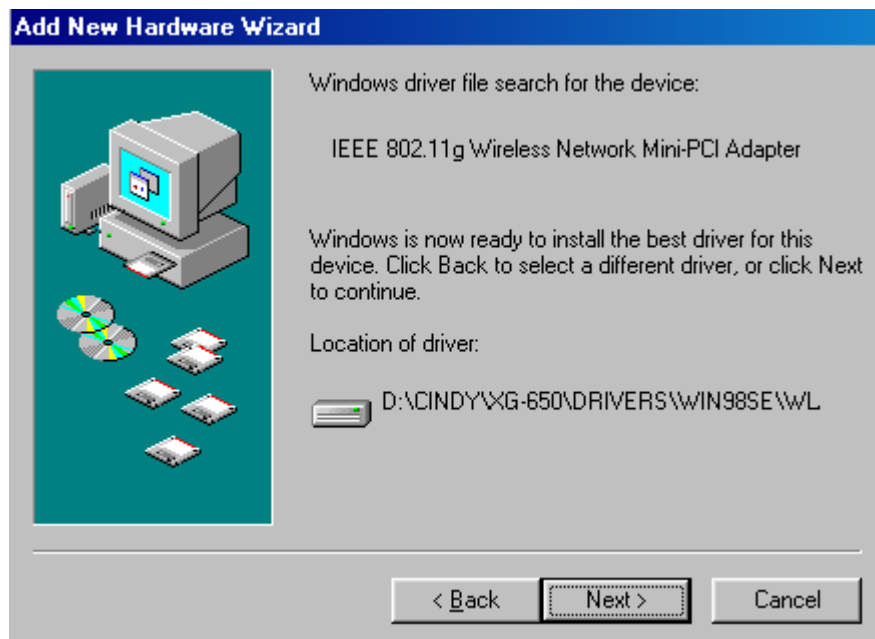 Add New Hardware Wizard
Windows driver file search for the device:
IEEE 802.11g Wireless Network Mini-PCI Adapter
Windows is now ready to install the best driver for this
device. Click Back to select a different driver, or click Next
to continue.
Location of driver:
D:\CINDY\XG-650\DRIVERS\WIN98SE\WL
< Back
Next >
Cancel